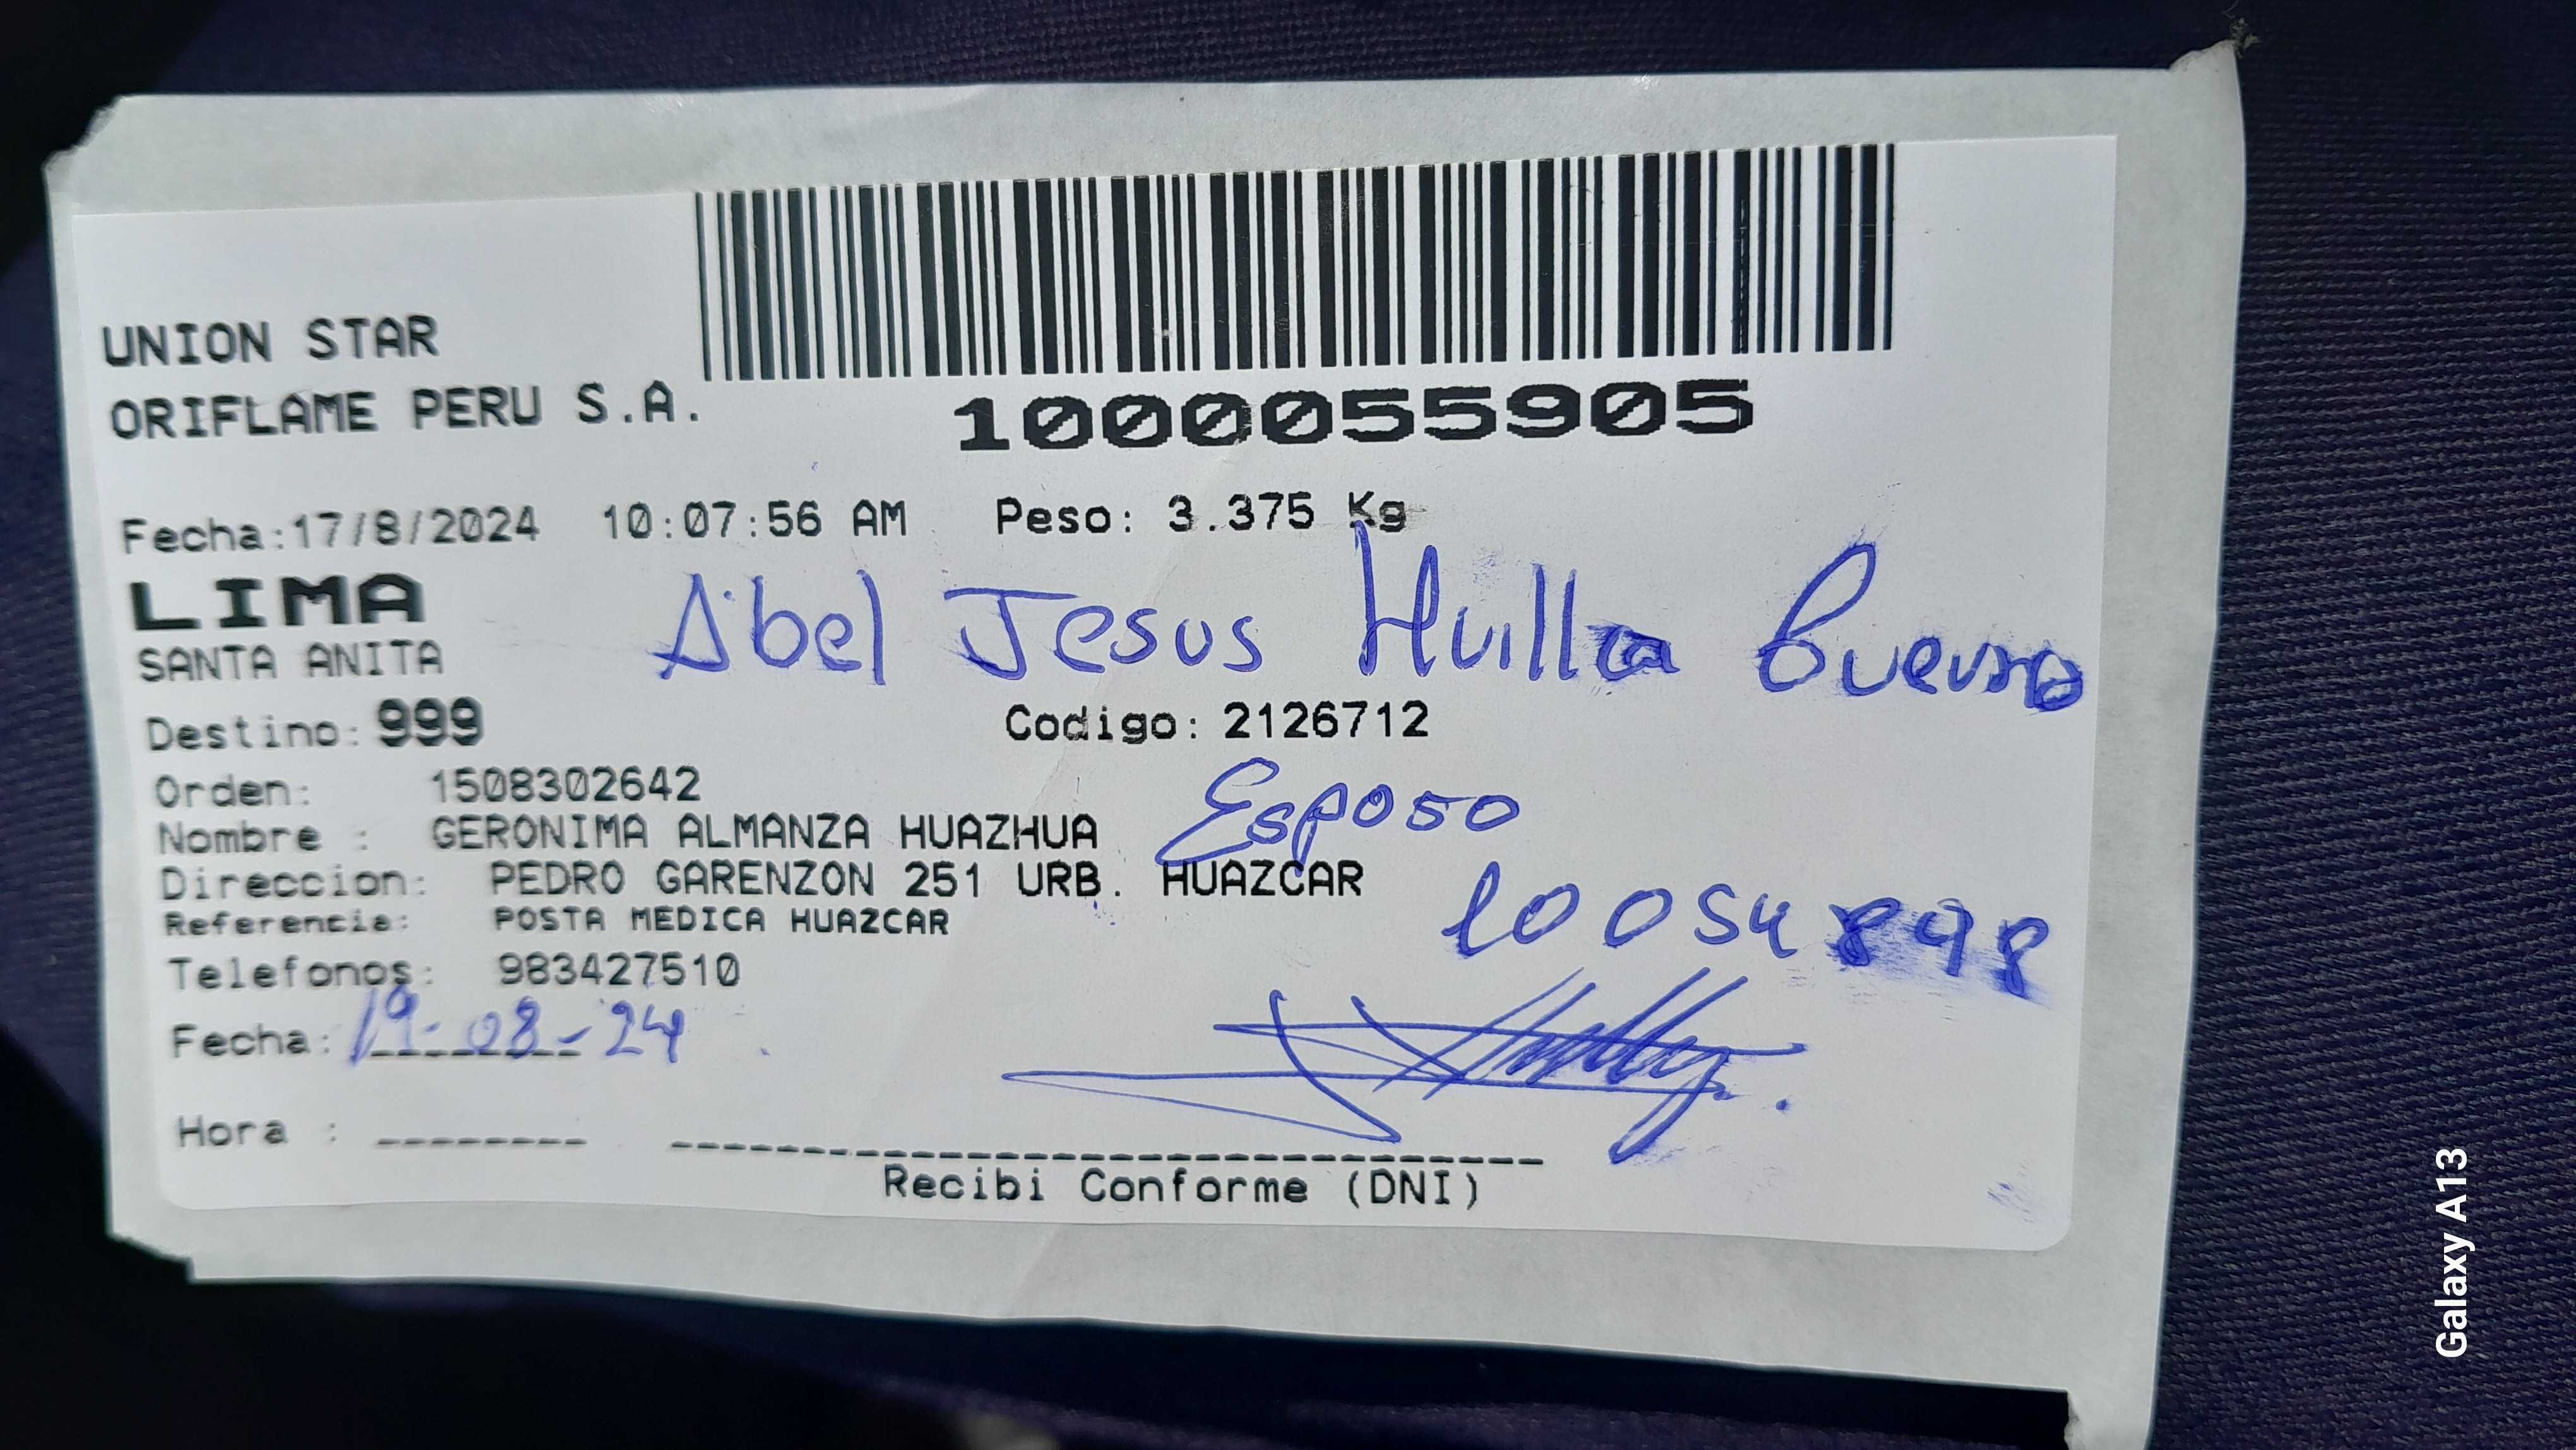 UNION STAR
ORIFLAME PERU S.A.
1000055905
Fecha:17/8/2024 10:07:56 AM Peso: 3.375 Kg
LIMA
Abel Jesus Huilla
SANTA ANITA
Destino: 999 Codigo: 2126712
Orden: 1508302642
Esposo
Nombre : GERONIMA ALMANZA HUAZHUA
Direccion: PEDRO GARENZON 251 URB. HUAZCAR
Referencia: POSTA MEDICA HUAZCAR
10054898
Telefonos: 983427510
Fecha: 19-08-24
Hora :
Recibi Conforme (DNI)
Galaxy A13